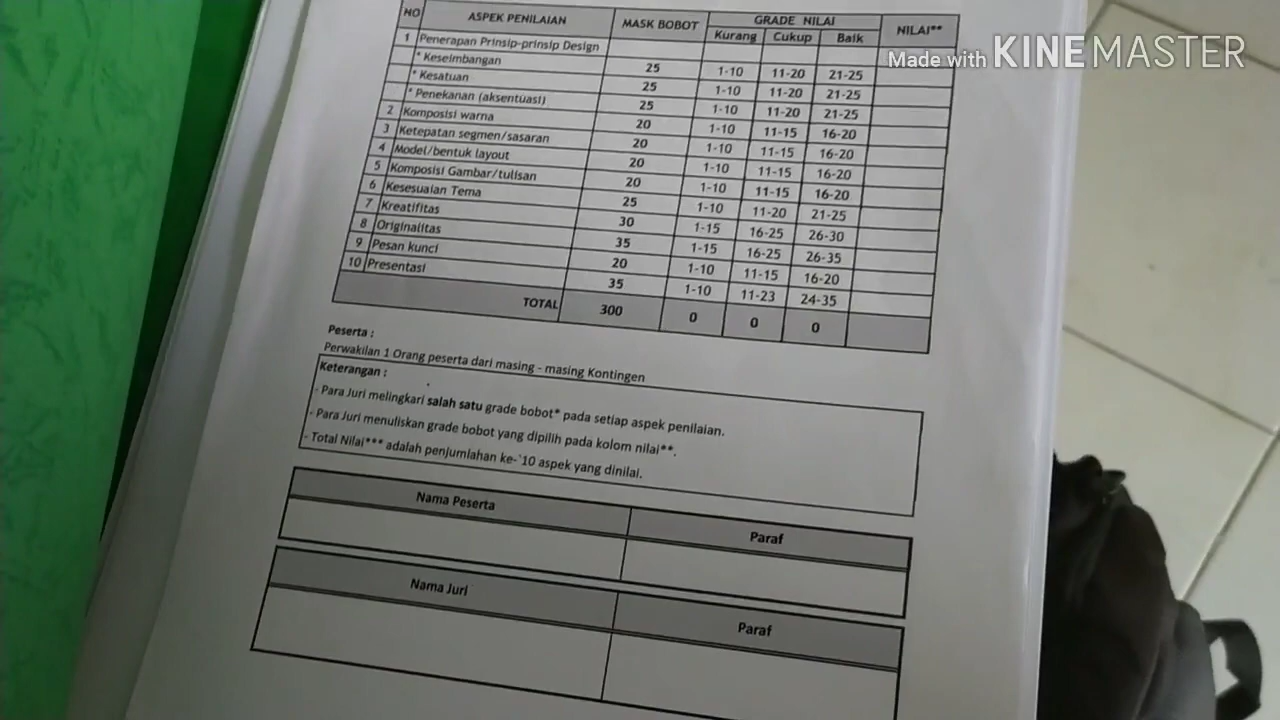 NO ASPEK PENILAIAN MASK BOBOT GRADE NILAI NILAI**
Kurang Cukup Baik
Made with KINEMASTER
1 Penerapan Prinsip-prinsip Design
* Keseimbangan 25 1-10 11-20 21-25
* Kesatuan 25 1-10 11-20 21-25
* Penekanan (aksentuasi) 25 1-10 11-20 21-25
2 Komposisi warna 20 1-10 11-15 16-20
3 Ketepatan segmen/sasaran 20 1-10 11-15 16-20
4 Model/bentuk layout 20 1-10 11-15 16-20
5 Komposisi Gambar/tulisan 20 1-10 11-15 16-20
6 Kesesuaian Tema 25 1-10 11-20 21-25
7 Kreatifitas 30 1-15 16-25 26-30
8 Originalitas 35 1-15 16-25 26-35
9 Pesan kunci 20 1-10 11-15 16-20
10 Presentasi 35 1-10 11-23 24-35
TOTAL 300 0 0 0
Peserta :
Perwakilan 1 Orang peserta dari masing - masing Kontingen
Keterangan :
- Para Juri melingkari salah satu grade bobot* pada setiap aspek penilaian.
- Para Juri menuliskan grade bobot yang dipilih pada kolom nilai**.
- Total Nilai*** adalah penjumlahan ke-`10 aspek yang dinilai.
Nama Peserta Paraf
Nama Juri Paraf